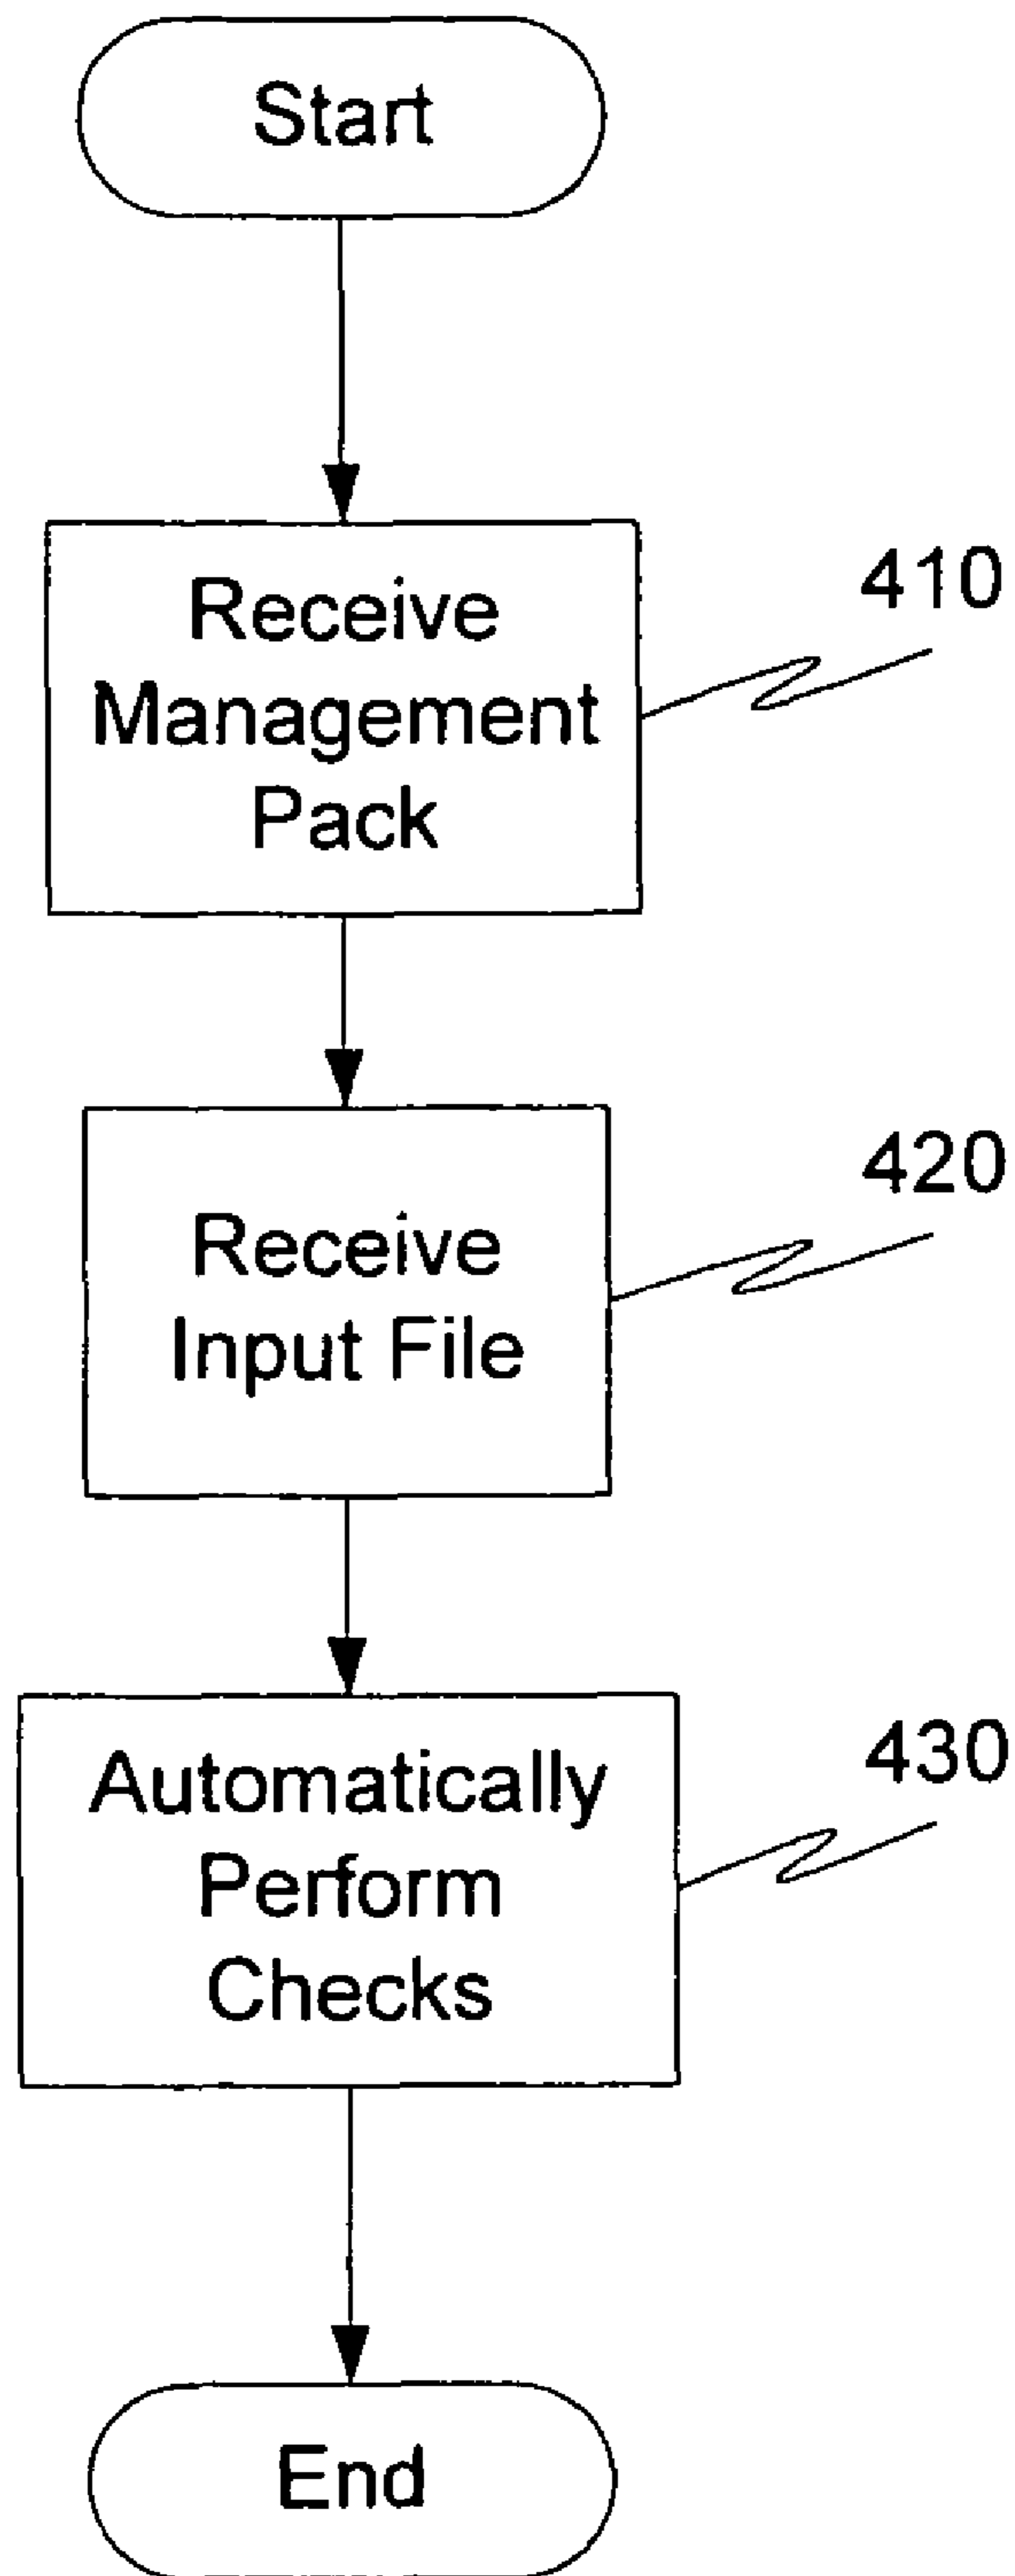 Start
Receive
Management
Pack
410
Receive
Input File
420
Automatically
Perform
Checks
430
End